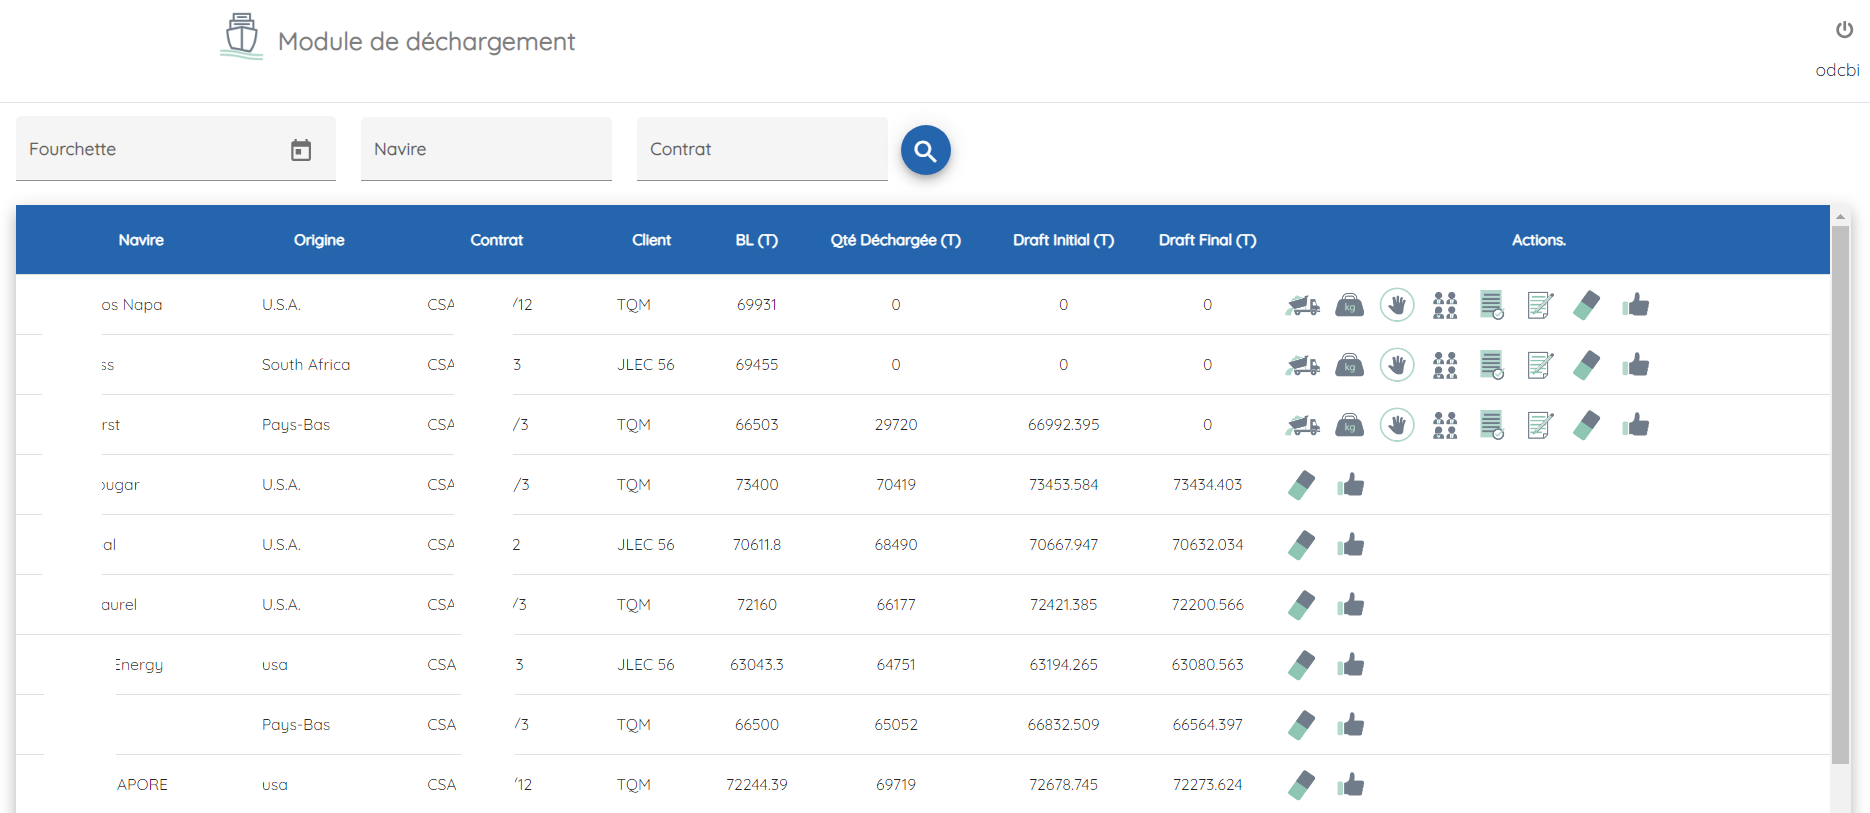 Module de déchargement
odcbi
Fourchette Navire Contrat
Navire Origine Contrat Client BL (T) Qté Déchargée (T) Draft Initial (T) Draft Final (T) Actions.
os Napa U.S.A. CSA /12 TQM 69931 0 0 0 kg
ss South Africa CSA 3 JLEC 56 69455 0 0 0 kg
rst Pays-Bas CSA /3 TQM 66503 29720 66992.395 0 kg
ougar U.S.A. CSA /3 TQM 73400 70419 73453.584 73434.403
al U.S.A. CSA 2 JLEC 56 70611.8 68490 70667.947 70632.034
aurel U.S.A. CSA /3 TQM 72160 66177 72421.385 72200.566
Energy usa CSA 3 JLEC 56 63043.3 64751 63194.265 63080.563
Pays-Bas CSA /3 TQM 66500 65052 66832.509 66564.397
APORE usa CSA /12 TQM 72244.39 69719 72678.745 72273.624